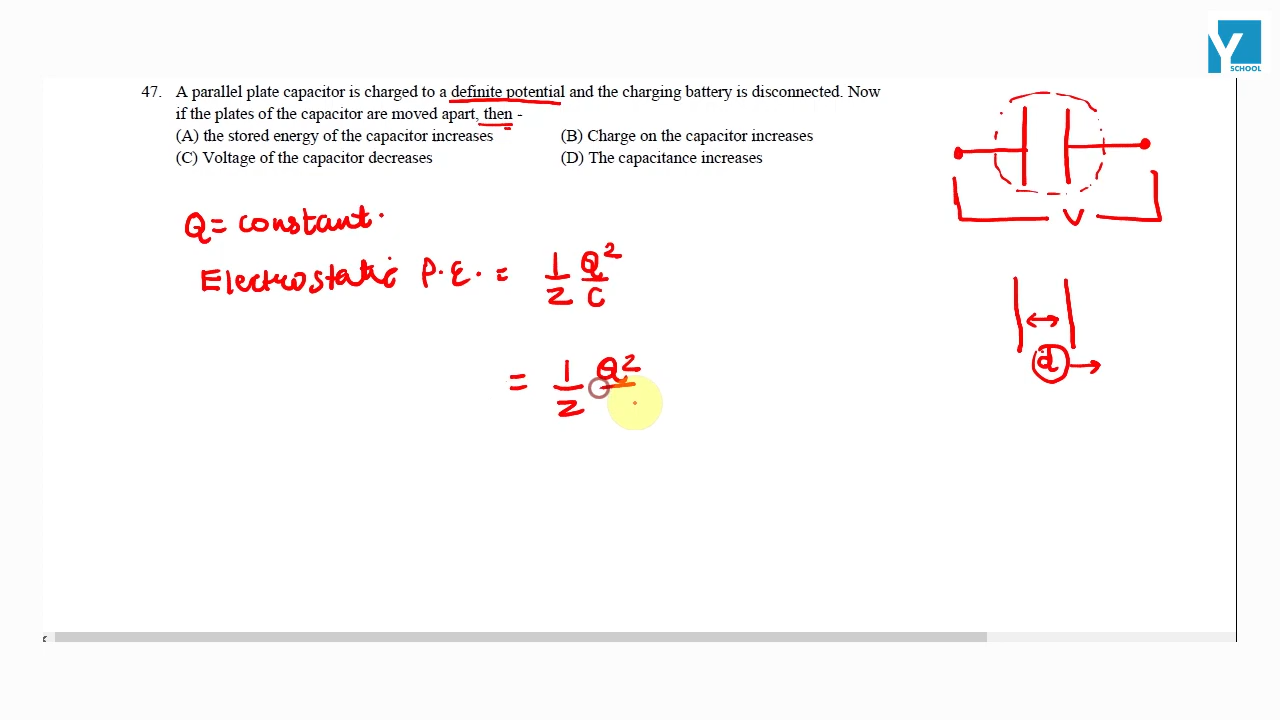 Y
SCHOOL
47. A parallel plate capacitor is charged to a definite potential and the charging battery is disconnected. Now
if the plates of the capacitor are moved apart, then -
(A) the stored energy of the capacitor increases (B) Charge on the capacitor increases
(C) Voltage of the capacitor decreases (D) The capacitance increases
V
Q = constant.
Electrostatic P.E. = 1/2 Q²/C
d
= 1/2 Q²